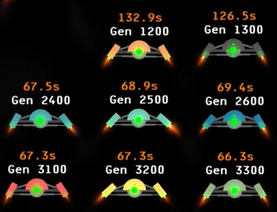 132.9s 126.5s
Gen 1200 Gen 1300
67.5s 68.9s 69.4s
Gen 2400 Gen 2500 Gen 2600
67.3s 67.3s 66.3s
Gen 3100 Gen 3200 Gen 3300